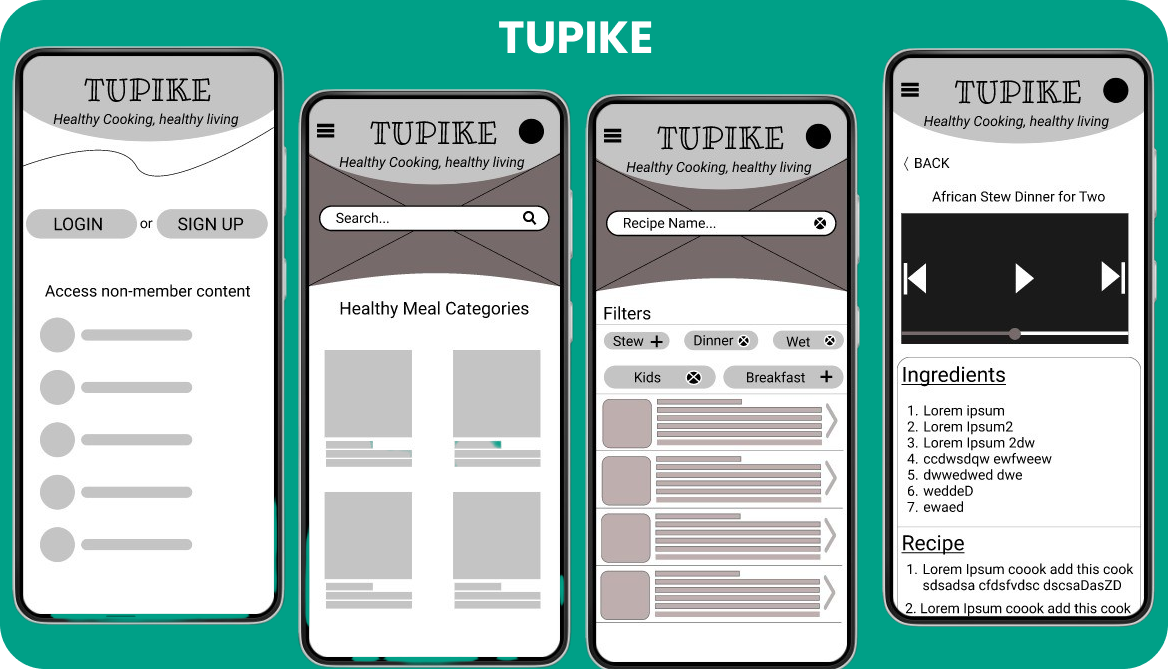 TUPIKE
TUPIKE
Healthy Cooking, healthy living
LOGIN or SIGN UP
Access non-member content
TUPIKE
Healthy Cooking, healthy living
Search...
Healthy Meal Categories
TUPIKE
Healthy Cooking, healthy living
Recipe Name...
Filters
Stew Dinner Wet
Kids Breakfast
TUPIKE
Healthy Cooking, healthy living
BACK
African Stew Dinner for Two
Ingredients
1. Lorem ipsum
2. Lorem Ipsum2
3. Lorem Ipsum 2dw
4. ccdwsdqw ewfweew
5. dwwedwed dwe
6. weddeD
7. ewaed
Recipe
1. Lorem Ipsum coook add this cook
sdsadsa cfdsfvdsc dscsaDasZD
2. Lorem Ipsum coook add this cook